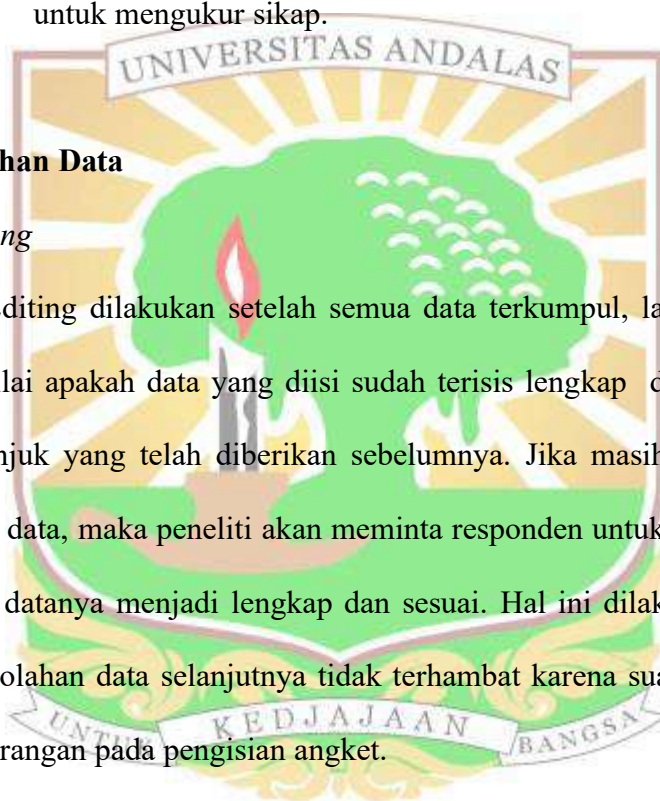 untuk mengukur sikap.
UNIVERSITAS ANDALAS
han Data
ng
diting dilakukan setelah semua data terkumpul, la
lai apakah data yang diisi sudah terisis lengkap d
njuk yang telah diberikan sebelumnya. Jika masih
data, maka peneliti akan meminta responden untuk
datanya menjadi lengkap dan sesuai. Hal ini dilak
olahan data selanjutnya tidak terhambat karena sua
UNTUK KEDJAJAAN BANGSA
rangan pada pengisian angket.